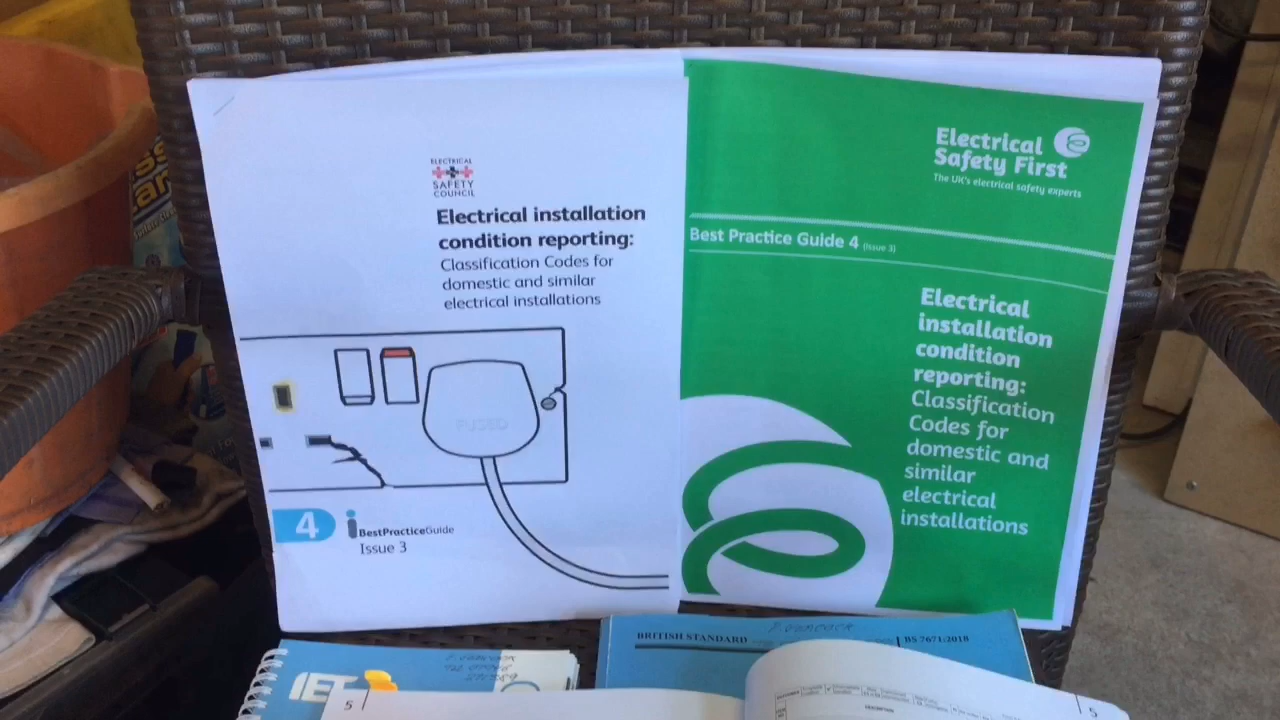 ELECTRICAL
SAFETY
COUNCIL
Electrical installation
condition reporting:
Classification Codes for
domestic and similar
electrical installations
FUSED
4
BestPracticeGuide
Issue 3
Electrical
Safety First
The UK's electrical safety experts
Best Practice Guide 4 (Issue 3)
Electrical
installation
condition
reporting:
Classification
Codes for
domestic and
similar
electrical
installations
BRITISH STANDARD
BS 7671:2018
IET
5
5
DESCRIPTION